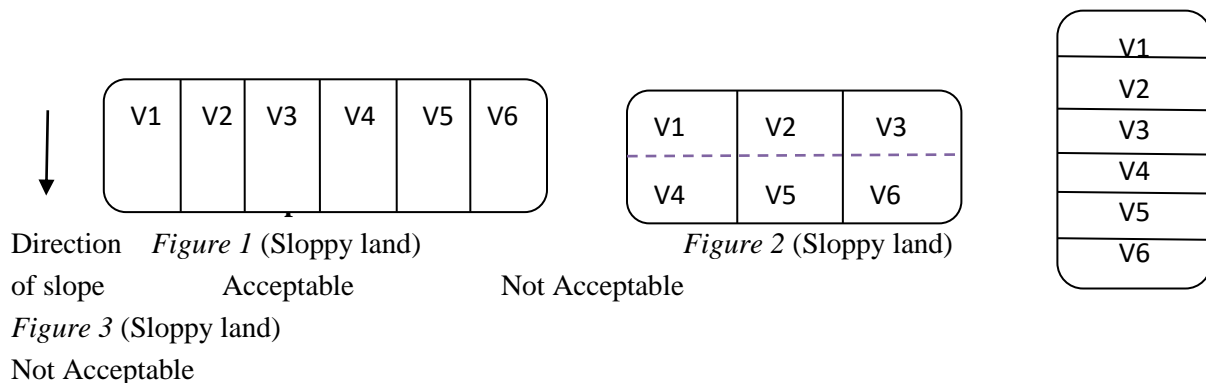 V1 V2 V3 V4 V5 V6
V1 V2 V3
V4 V5 V6
V1
V2
V3
V4
V5
V6
Direction Figure 1 (Sloppy land) Figure 2 (Sloppy land)
of slope Acceptable Not Acceptable
Figure 3 (Sloppy land)
Not Acceptable